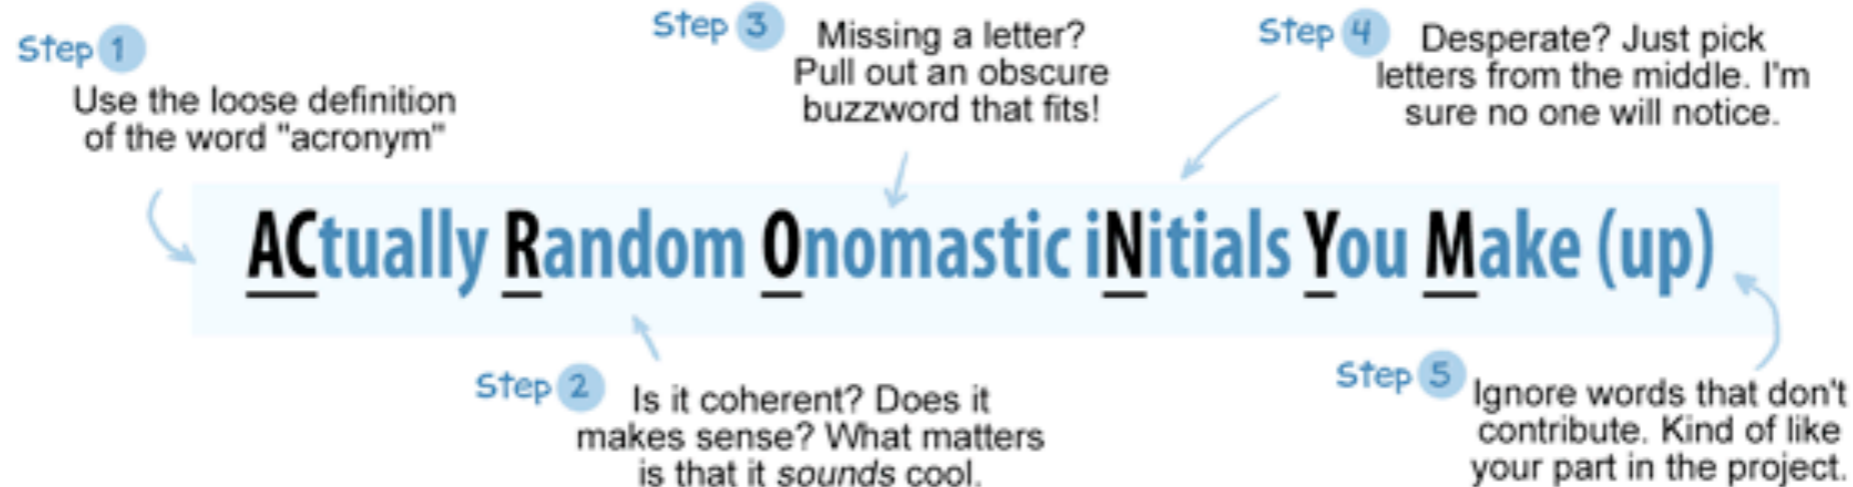 Step 1
Use the loose definition
of the word "acronym"
Step 3
Missing a letter?
Pull out an obscure
buzzword that fits!
Step 4
Desperate? Just pick
letters from the middle. I'm
sure no one will notice.
ACtually Random Onomastic iNitials You Make (up)
Step 2
Is it coherent? Does it
makes sense? What matters
is that it sounds cool.
Step 5
Ignore words that don't
contribute. Kind of like
your part in the project.